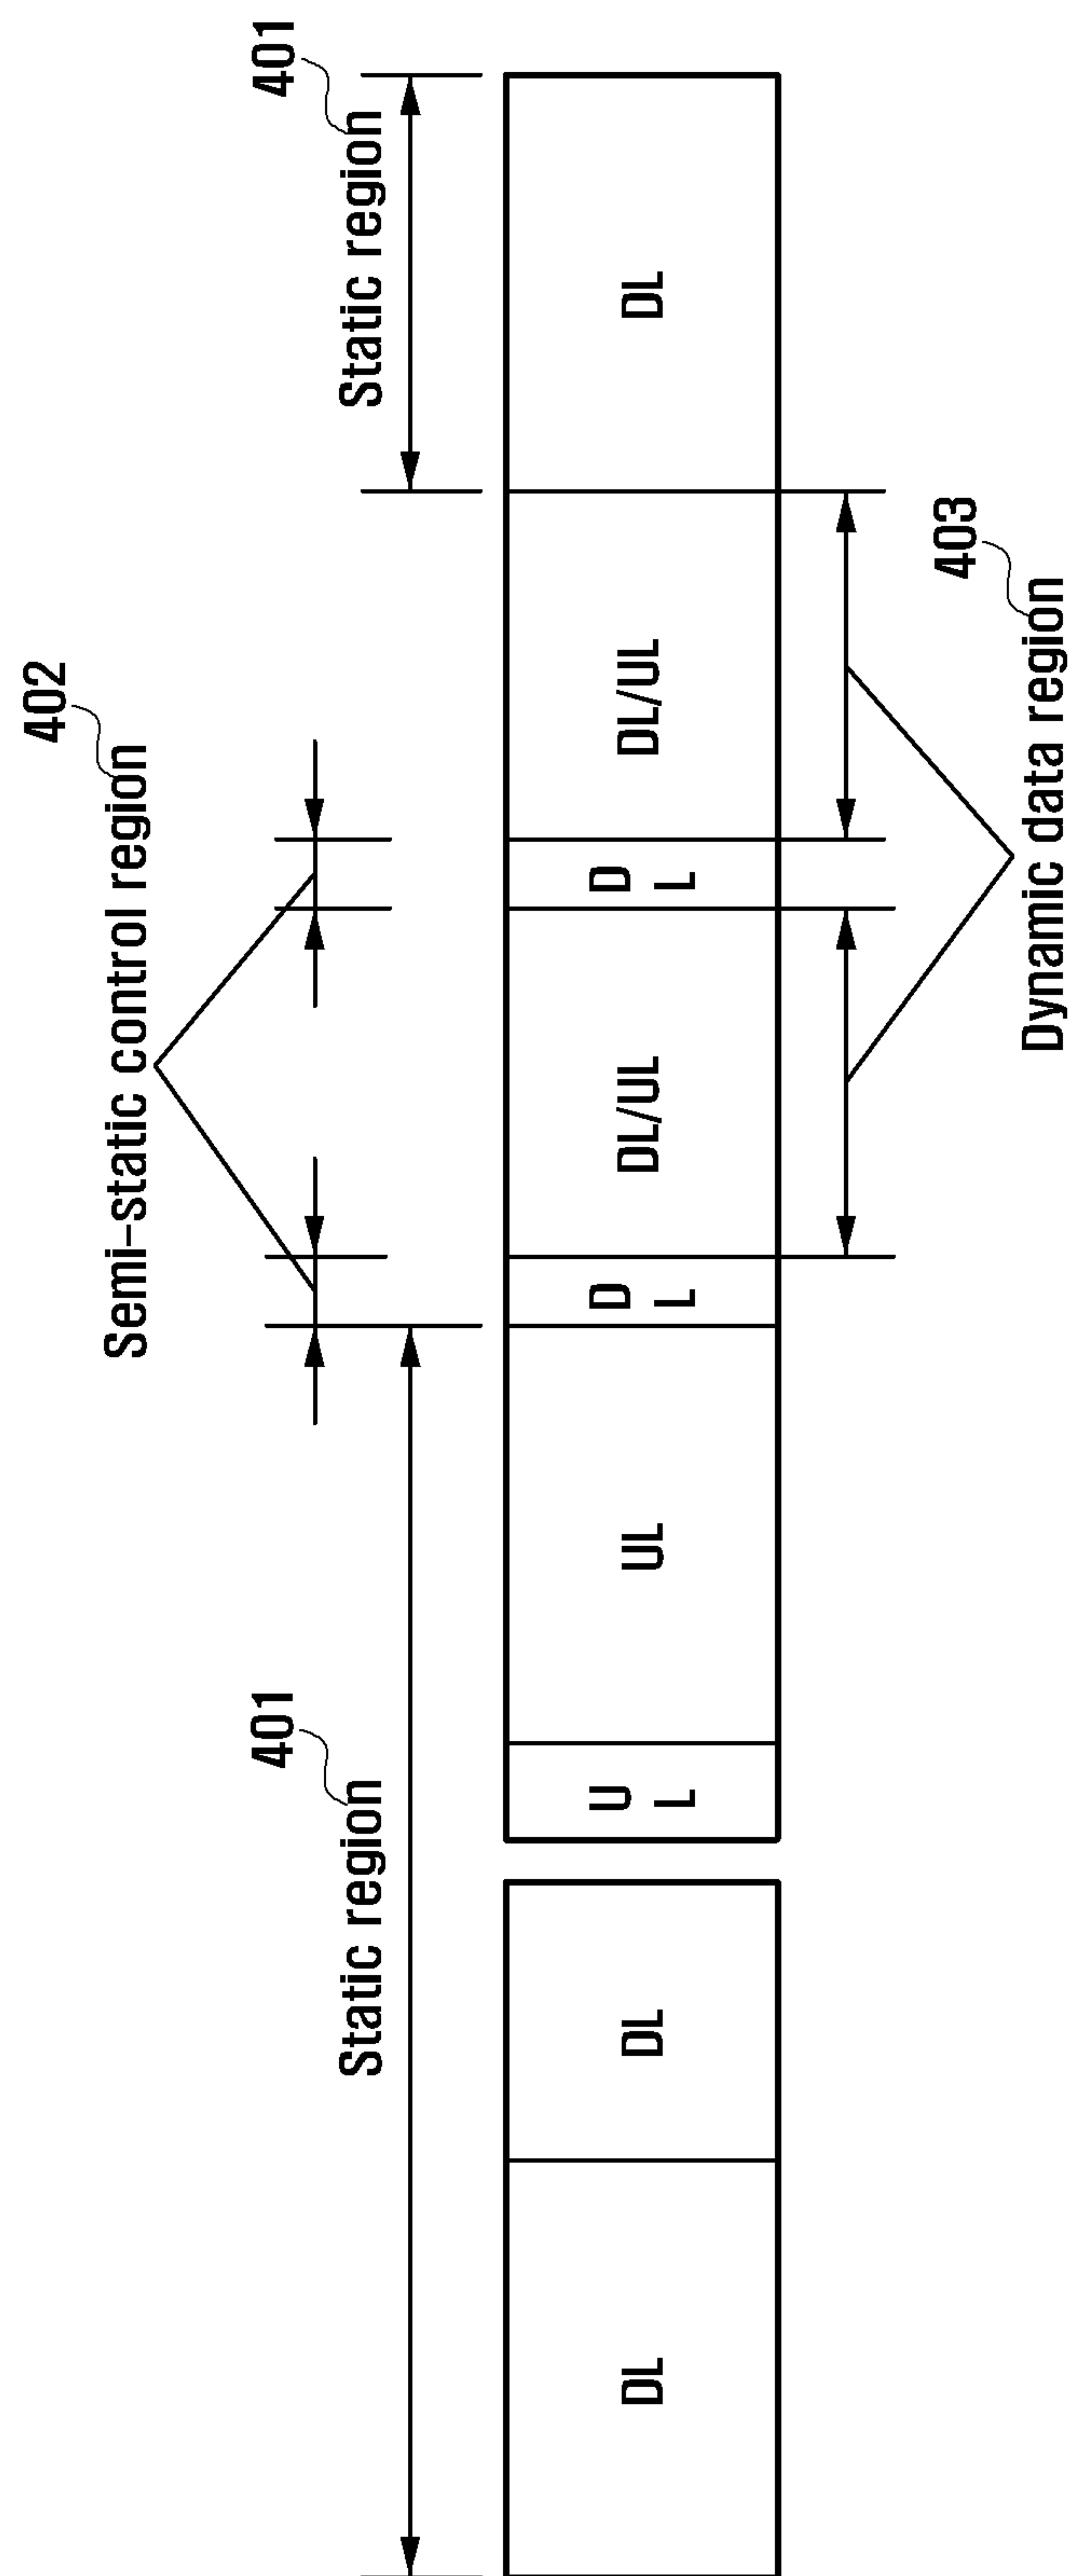 402
Semi-static control region
401
Static region
401
Static region
DL
DL
U
L
UL
D
L
DL/UL
D
L
DL/UL
DL
403
Dynamic data region